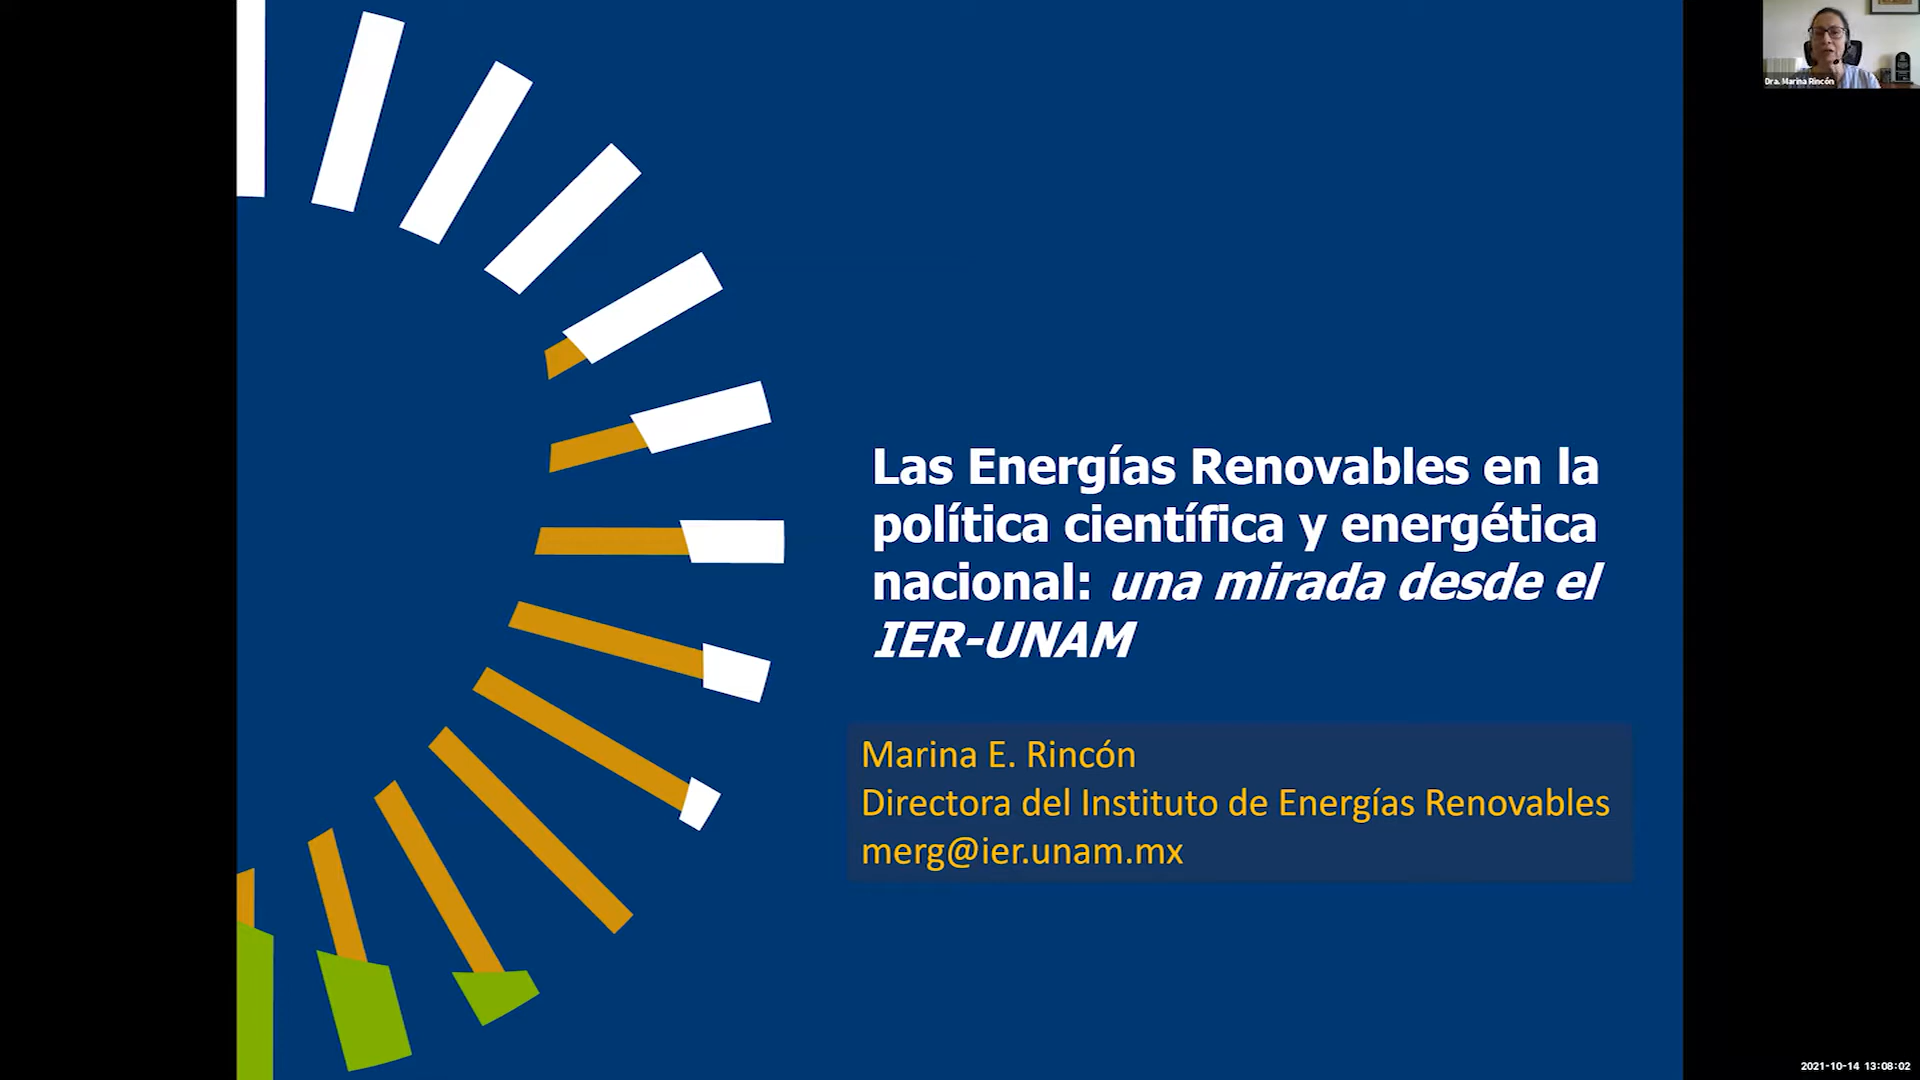 Dra. Marina Rincón
Las Energías Renovables en la
política científica y energética
nacional: una mirada desde el
IER-UNAM
Marina E. Rincón
Directora del Instituto de Energías Renovables
merg@ier.unam.mx
2021-10-14 13:08:02